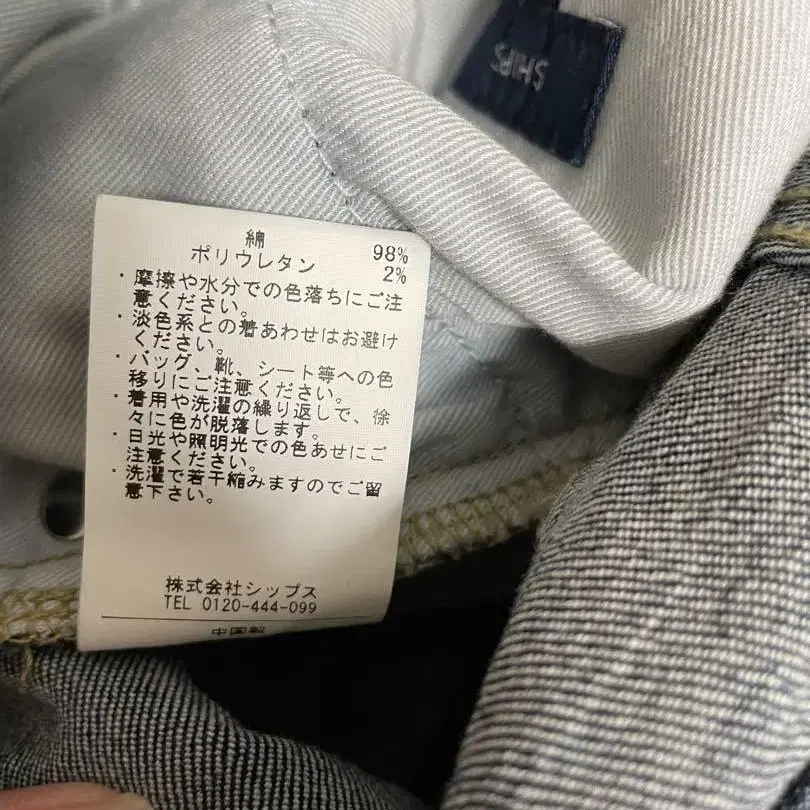 SHIPS
綿 98%
ポリウレタン 2%
・摩擦や水分での色落ちにご注
意ください。
・淡色系との着あわせはお避け
ください。
・バッグ、靴、シート等への色
移りにご注意ください。
・着用や洗濯の繰り返しで、徐
々に色が脱落します。
・日光や照明光での色あせにご
注意ください。
・洗濯で若干縮みますのでご留
意下さい。
株式会社シップス
TEL 0120-444-099
中国製